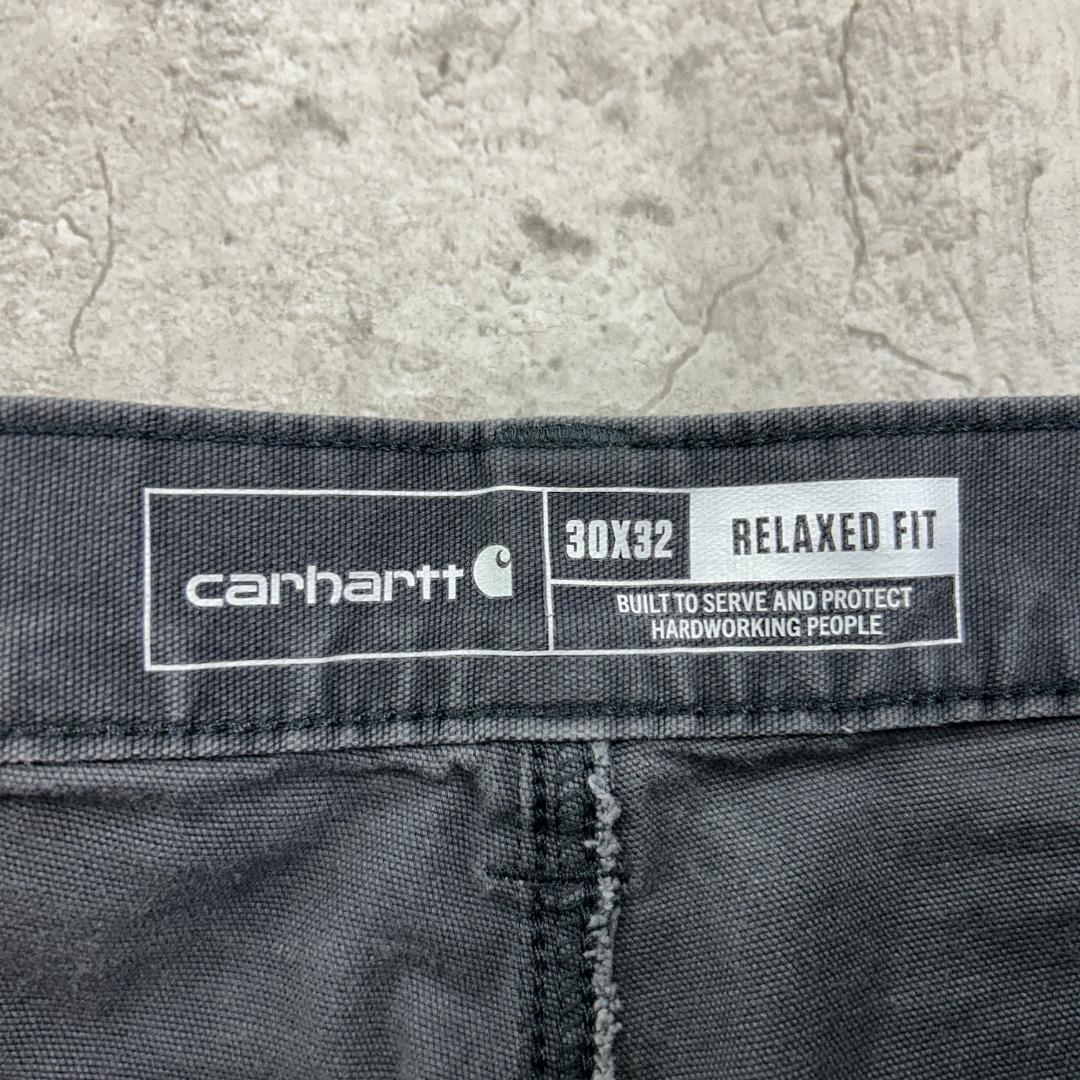 carhartt
30X32
RELAXED FIT
BUILT TO SERVE AND PROTECT
HARDWORKING PEOPLE